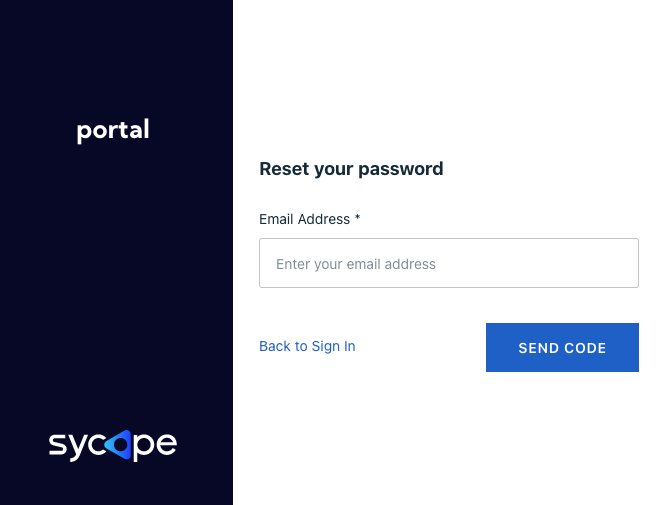 portal
Reset your password
Email Address *
Enter your email address
Back to Sign In
SEND CODE
sycope